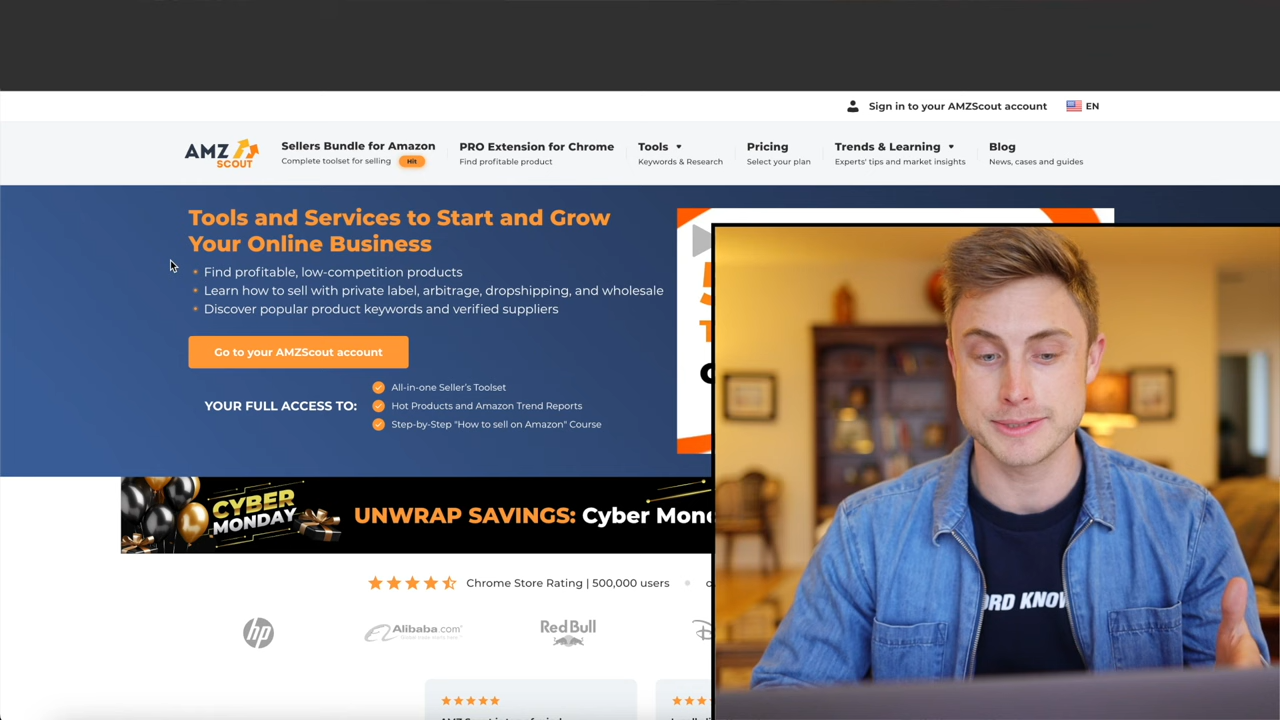 Sign in to your AMZScout account
EN
AMZ
SCOUT
Sellers Bundle for Amazon
Complete toolset for selling
Hit
PRO Extension for Chrome
Find profitable product
Tools
Keywords & Research
Pricing
Select your plan
Trends & Learning
Experts' tips and market insights
Blog
News, cases and guides
Tools and Services to Start and Grow
Your Online Business
Find profitable, low-competition products
Learn how to sell with private label, arbitrage, dropshipping, and wholesale
Discover popular product keywords and verified suppliers
Go to your AMZScout account
YOUR FULL ACCESS TO:
All-in-one Seller's Toolset
Hot Products and Amazon Trend Reports
Step-by-Step "How to sell on Amazon" Course
CYBER
MONDAY
UNWRAP SAVINGS: Cyber Mon
Chrome Store Rating | 500,000 users
hp
Alibaba.com
RedBull
ORD KNOW